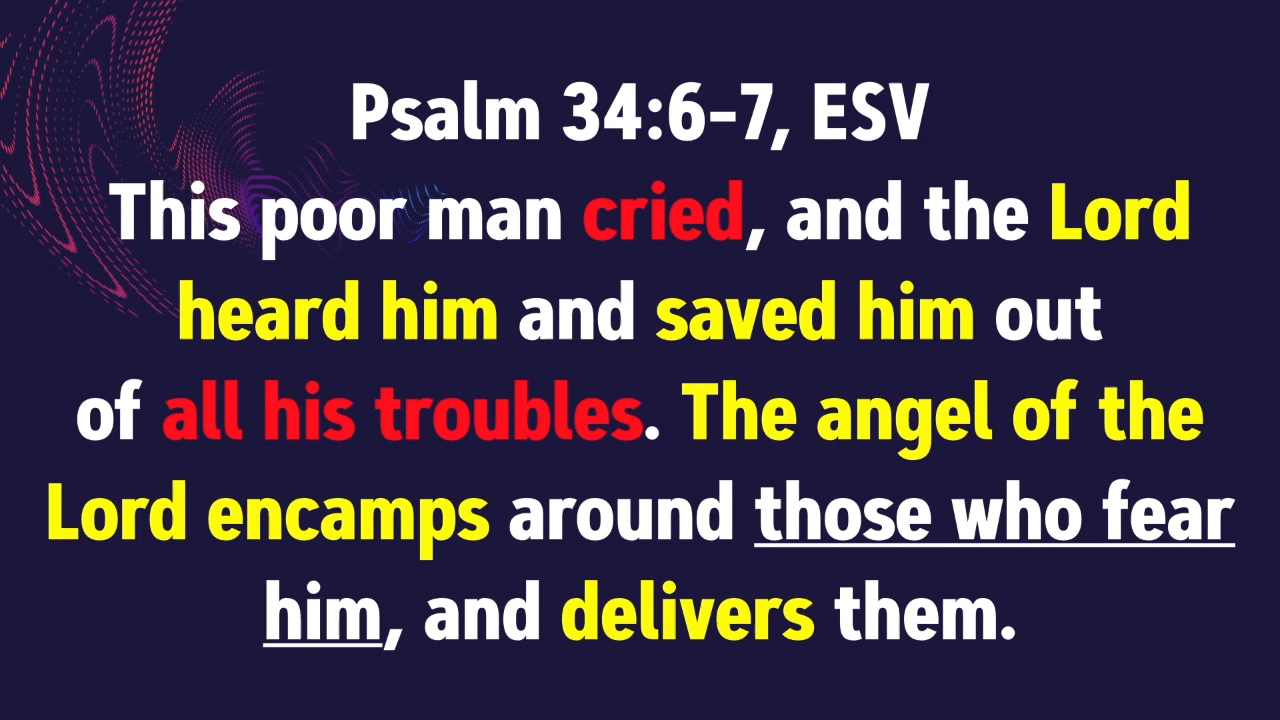 Psalm 34:6–7, ESV
This poor man cried, and the Lord
heard him and saved him out
of all his troubles. The angel of the
Lord encamps around those who fear
him, and delivers them.